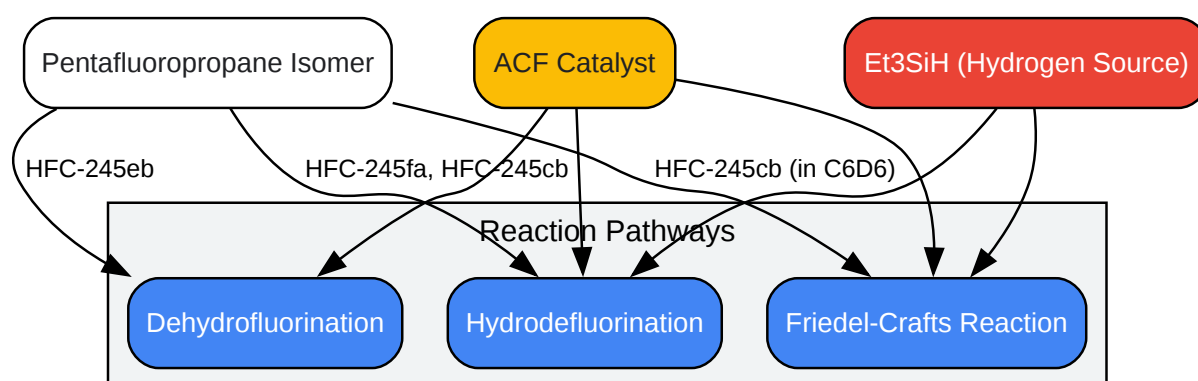 Pentafluoropropane Isomer
ACF Catalyst
Et3SiH (Hydrogen Source)
HFC-245eb
HFC-245fa, HFC-245cb
HFC-245cb (in C6D6)
Reaction Pathways
Dehydrofluorination
Hydrodefluorination
Friedel-Crafts Reaction